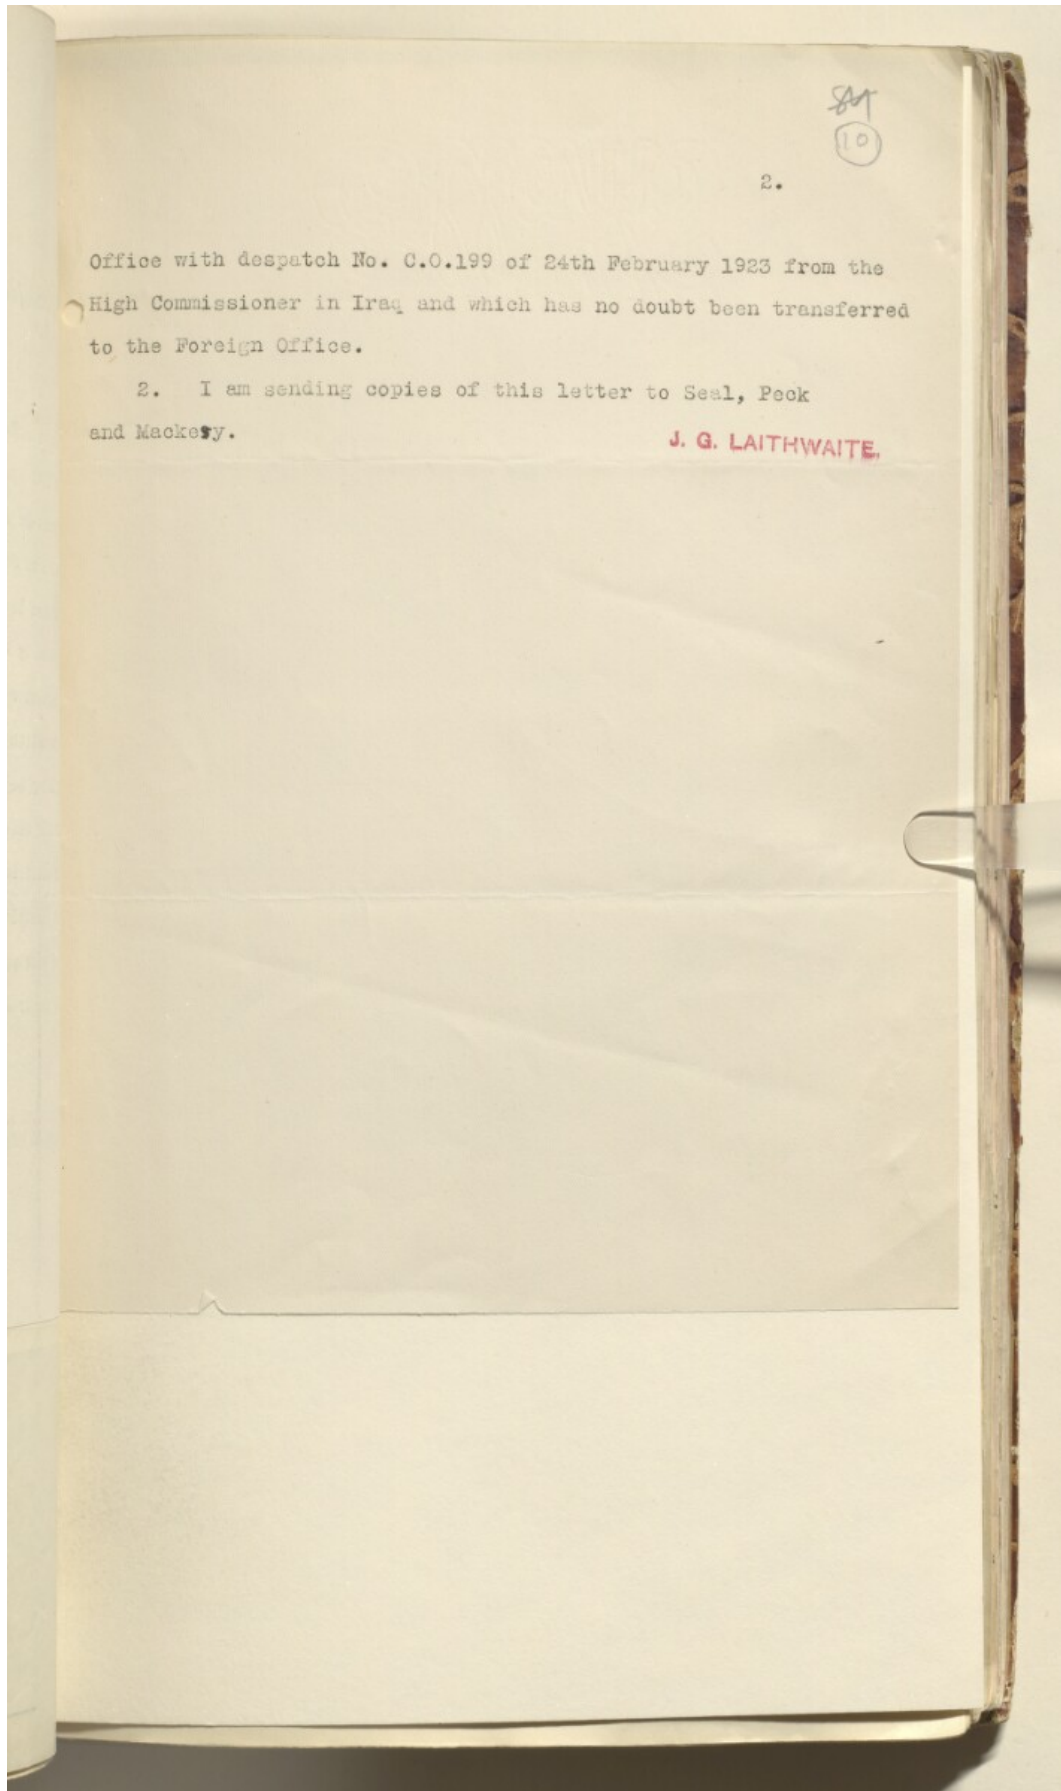 10
2.
Office with despatch No. C.O.199 of 24th February 1923 from the
High Commissioner in Iraq and which has no doubt been transferred
to the Foreign Office.
2. I am sending copies of this letter to Seal, Peck
and Mackesy.
J. G. LAITHWAITE.